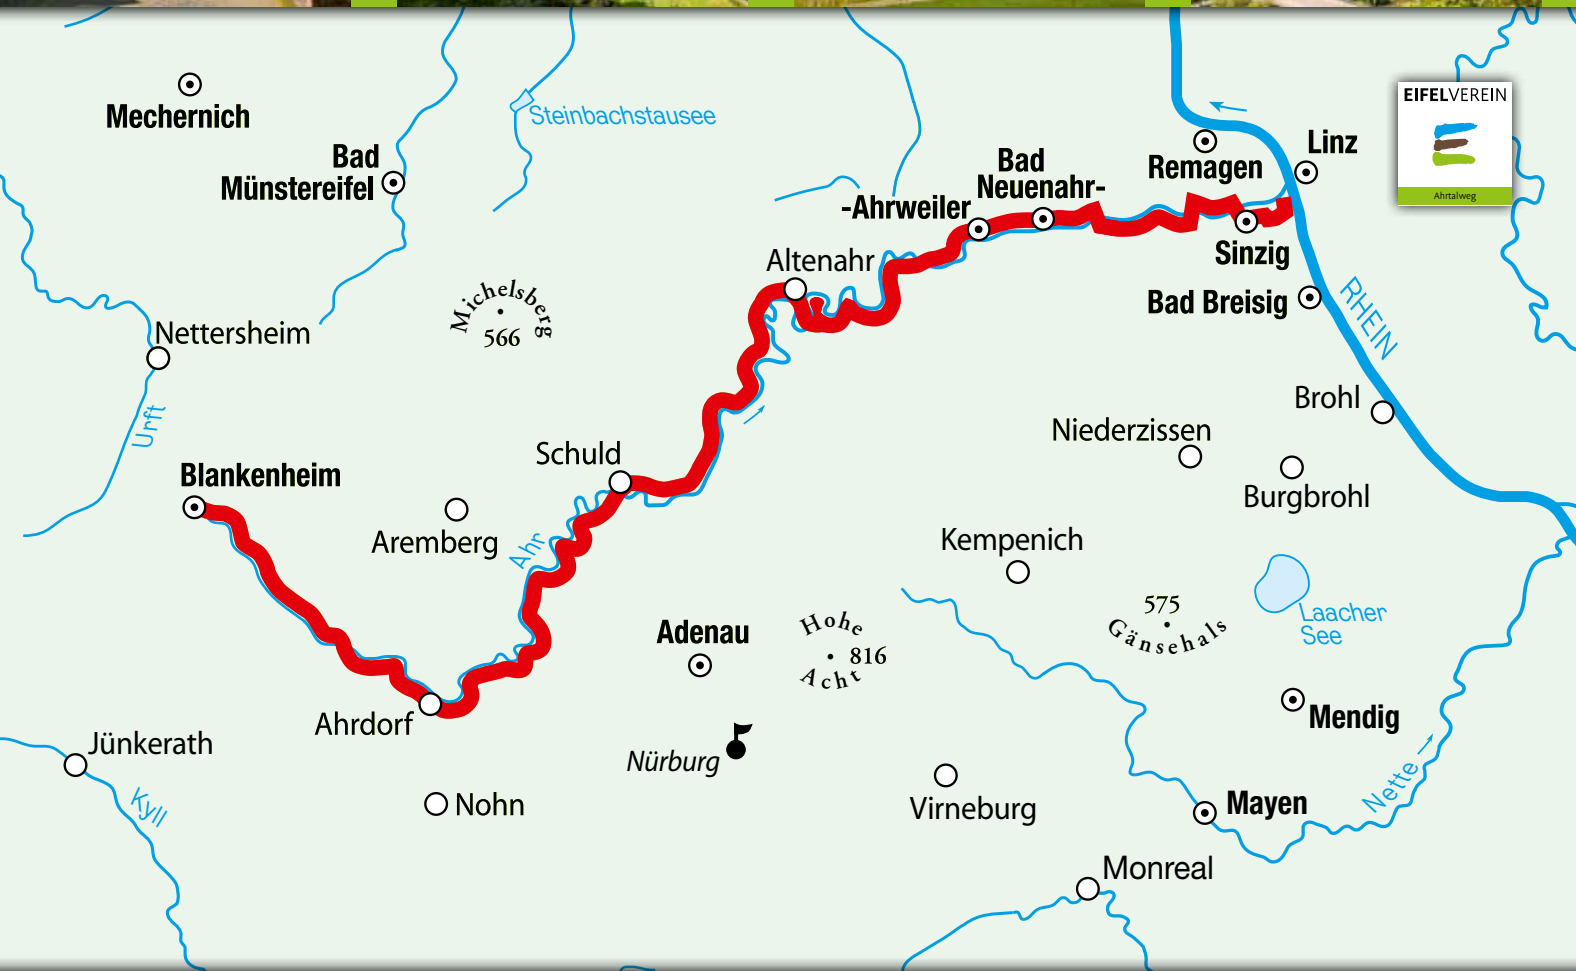 EIFELVEREIN
Ahrtalweg
Mechernich
Steinbachstausee
Bad
Münstereifel
Linz
Remagen
Bad
Neuenahr-
-Ahrweiler
Sinzig
Altenahr
Bad Breisig
RHEIN
Michelsberg
566
Nettersheim
Urft
Brohl
Niederzissen
Schuld
Blankenheim
Burgbrohl
Aremberg
Ahr
Kempenich
575
Gänsehals
Laacher
See
Adenau
Hohe
816
Acht
Mendig
Ahrdorf
Jünkerath
Nürburg
Nohn
Kyll
Virneburg
Mayen
Nette
Monreal